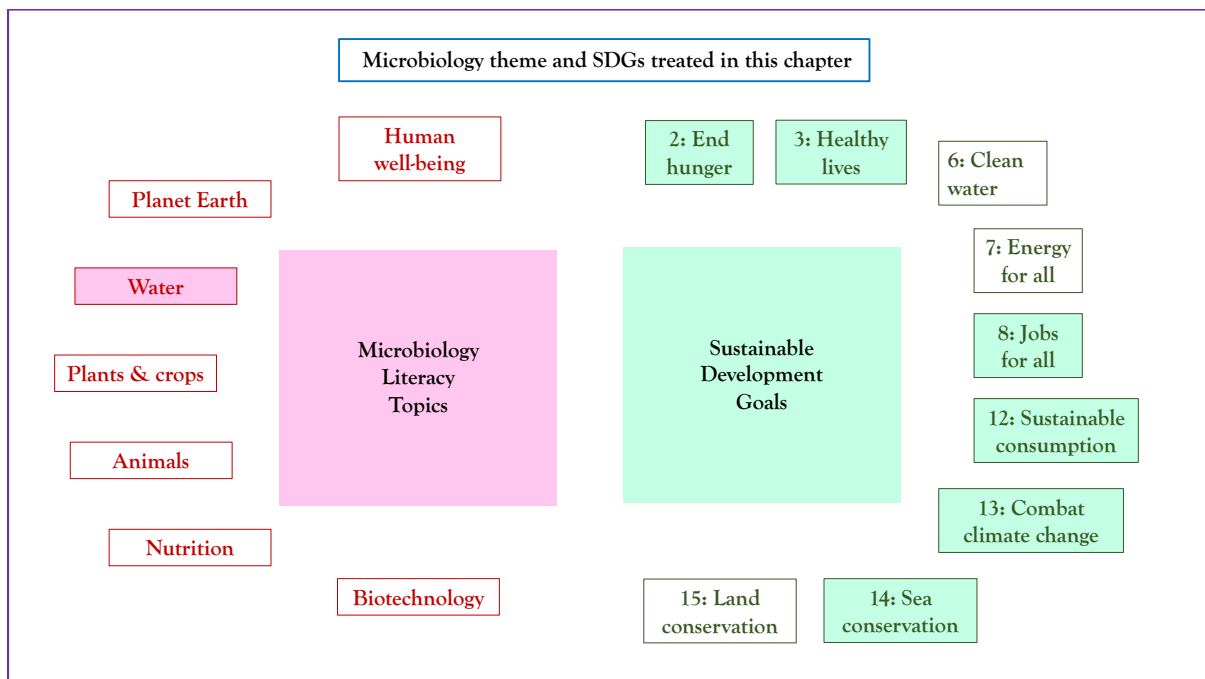 Microbiology theme and SDGs treated in this chapter
Human
well-being
Planet Earth
Water
Plants & crops
Animals
Nutrition
Biotechnology
Microbiology
Literacy
Topics
Sustainable
Development
Goals
2: End
hunger
3: Healthy
lives
6: Clean
water
7: Energy
for all
8: Jobs
for all
12: Sustainable
consumption
13: Combat
climate change
14: Sea
conservation
15: Land
conservation